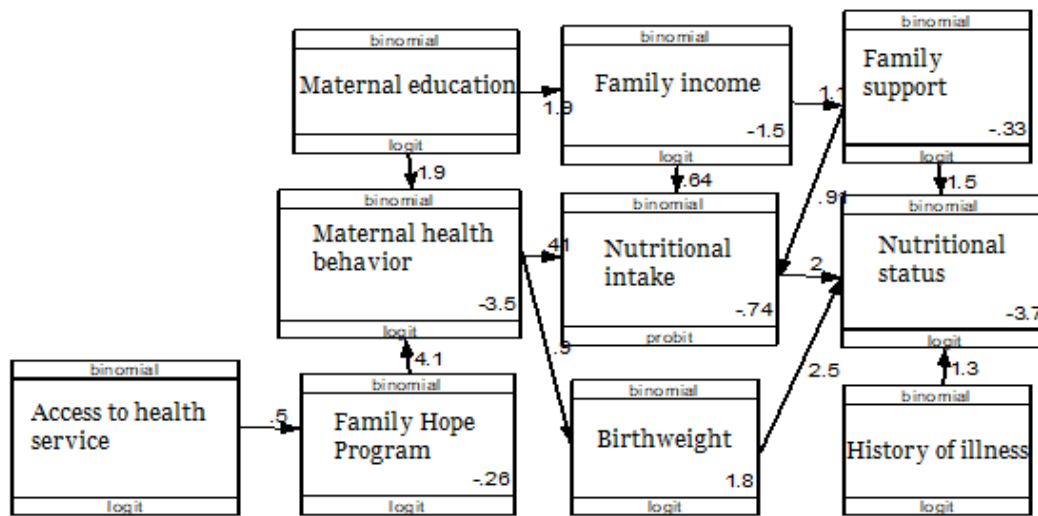 binomial
Maternal education
logit
1.9
1.9
binomial
Family income
-1.5
logit
.64
1.1
binomial
Family
support
-.33
logit
1.5
.91
binomial
Maternal health
behavior
-3.5
logit
.41
.9
binomial
Nutritional
intake
-.74
probit
2
binomial
Nutritional
status
-3.7
logit
binomial
Access to health
service
logit
.5
4.1
binomial
Family Hope
Program
-.26
logit
binomial
Birthweight
1.8
logit
2.5
1.3
binomial
History of illness
logit